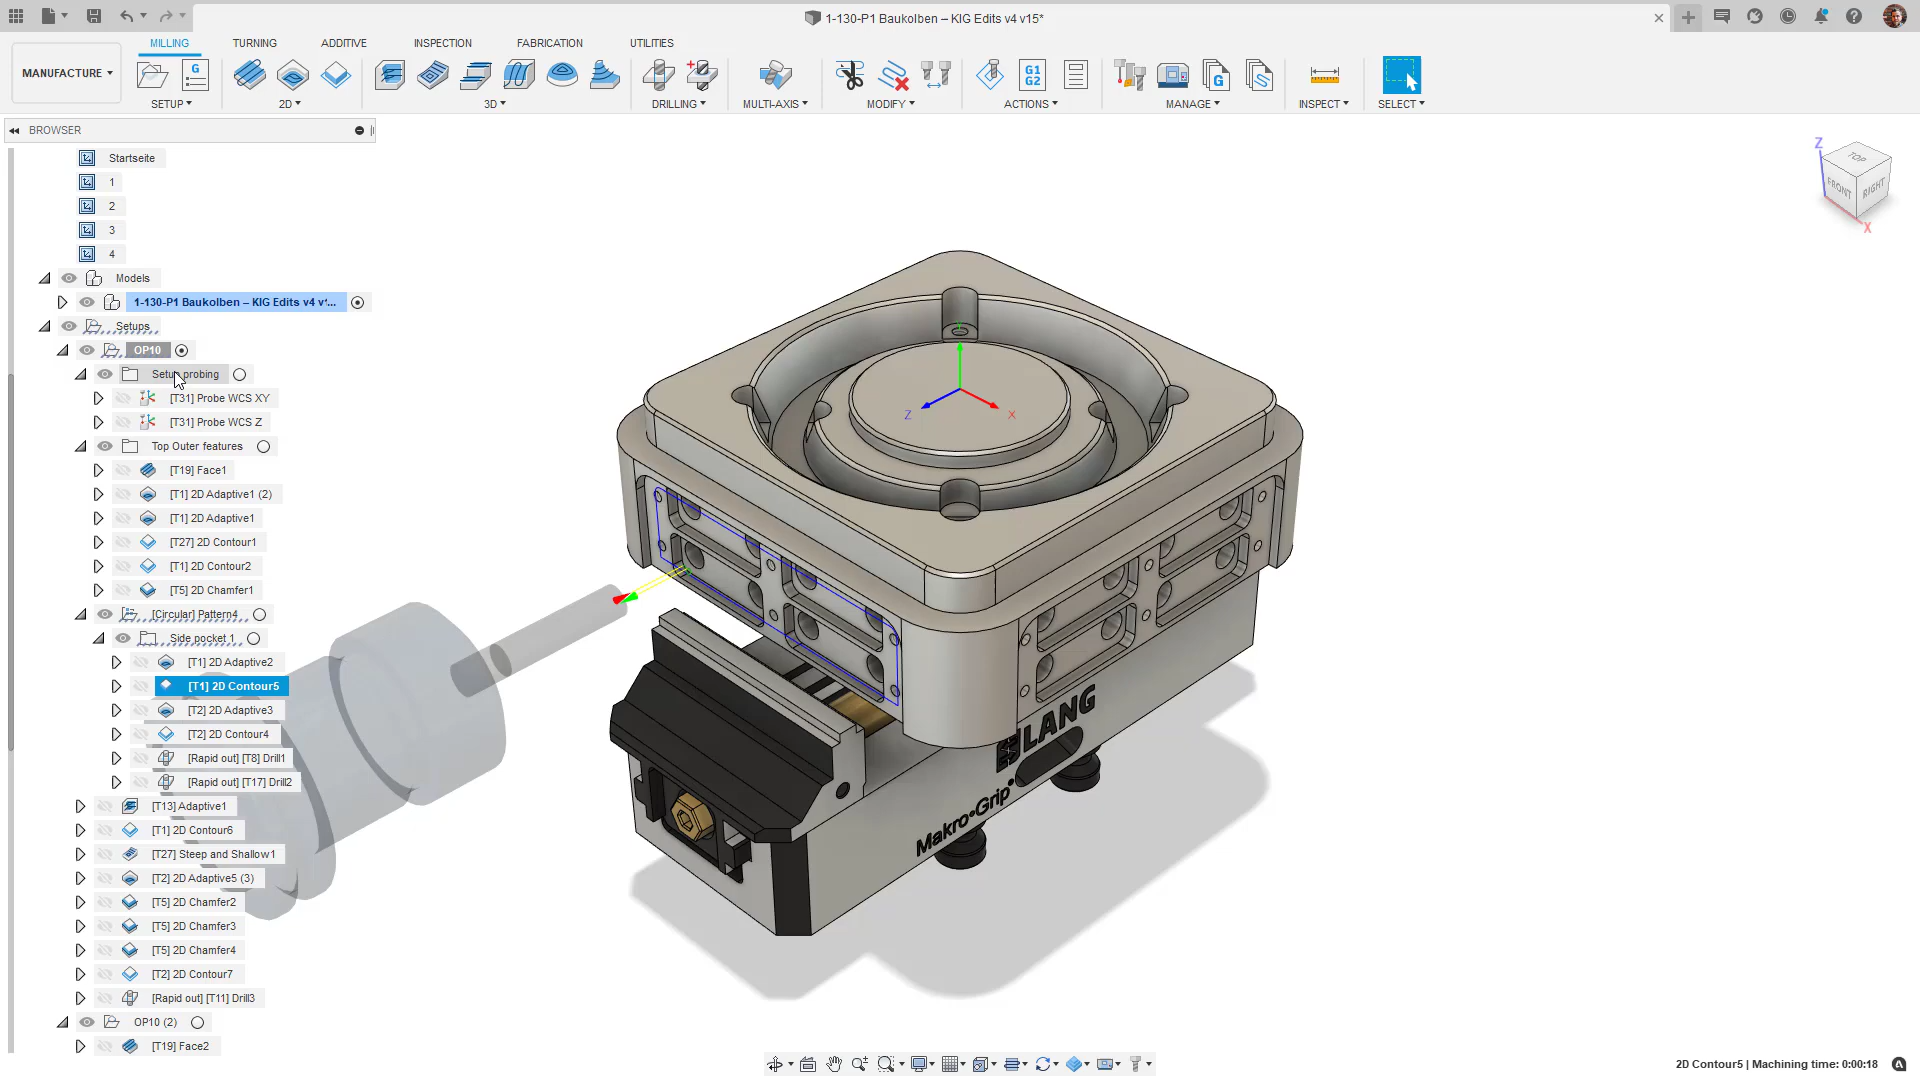 1-130-P1 Baukolben – KIG Edits v4 v15*
MANUFACTURE
MILLING
TURNING
ADDITIVE
INSPECTION
FABRICATION
UTILITIES
SETUP
2D
3D
DRILLING
MULTI-AXIS
MODIFY
ACTIONS
MANAGE
INSPECT
SELECT
G
G1
G2
G
BROWSER
Startseite
1
2
3
4
Models
1-130-P1 Baukolben – KIG Edits v4 v'...
Setups
OP10
Setup probing
[T31] Probe WCS XY
[T31] Probe WCS Z
Top Outer features
[T19] Face1
[T1] 2D Adaptive1 (2)
[T1] 2D Adaptive1
[T27] 2D Contour1
[T1] 2D Contour2
[T5] 2D Chamfer1
[Circular] Pattern4
Side pocket 1
[T1] 2D Adaptive2
[T1] 2D Contour5
[T2] 2D Adaptive3
[T2] 2D Contour4
[Rapid out] [T8] Drill1
[Rapid out] [T17] Drill2
[T13] Adaptive1
[T1] 2D Contour6
[T27] Steep and Shallow1
[T2] 2D Adaptive5 (3)
[T5] 2D Chamfer2
[T5] 2D Chamfer3
[T5] 2D Chamfer4
[T2] 2D Contour7
[Rapid out] [T11] Drill3
OP10 (2)
[T19] Face2
Z
TOP
FRONT
RIGHT
X
Z
X
LANG
Makro•Grip®
2D Contour5 | Machining time: 0:00:18